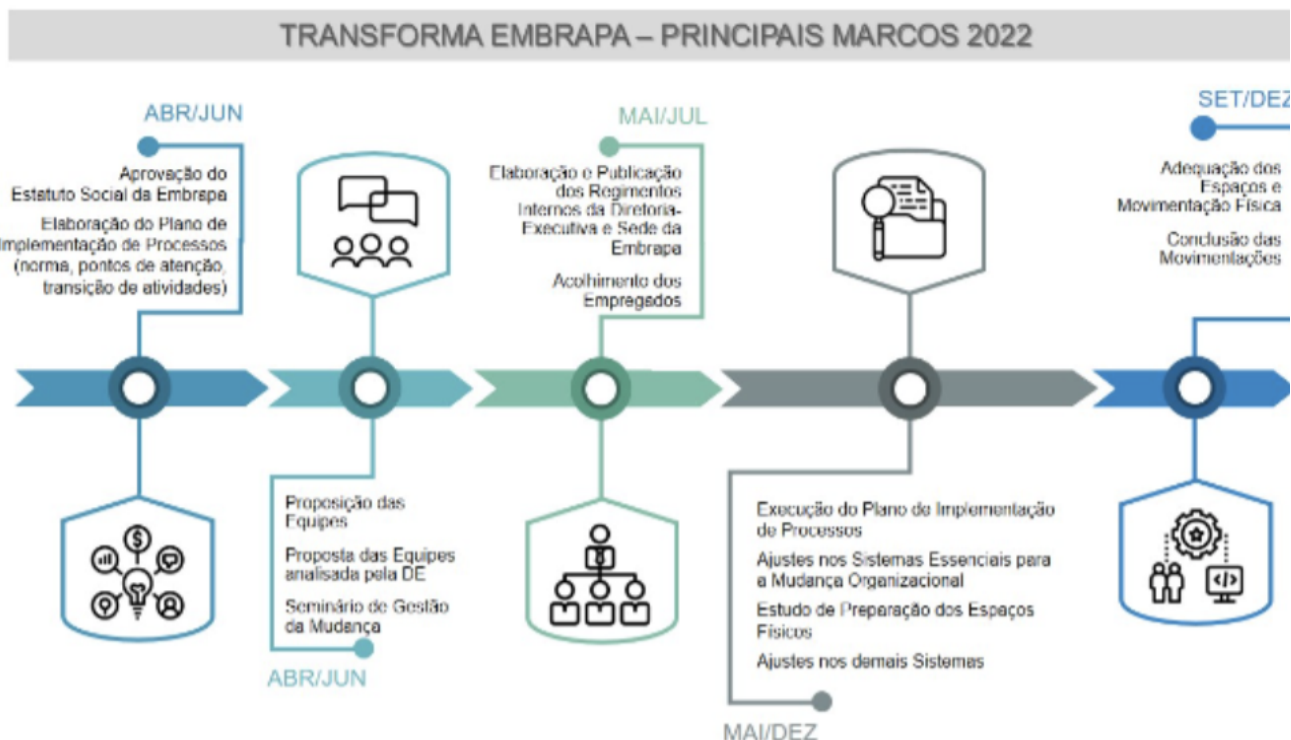 TRANSFORMA EMBRAPA – PRINCIPAIS MARCOS 2022
ABR/JUN
Aprovação do
Estatuto Social da Embrapa
Elaboração do Plano de
Implementação de Processos
(norma, pontos de atenção,
transição de atividades)
Proposição das
Equipes
Proposta das Equipes
analisada pela DE
Seminário de Gestão
da Mudança
ABR/JUN
MAI/JUL
Elaboração e Publicação
dos Regimentos
Internos da Diretoria-
Executiva e Sede da
Embrapa
Acolhimento dos
Empregados
Execução do Plano de Implementação
de Processos
Ajustes nos Sistemas Essenciais para
a Mudança Organizacional
Estudo de Preparação dos Espaços
Físicos
Ajustes nos demais Sistemas
MAI/DEZ
SET/DEZ
Adequação dos
Espaços e
Movimentação Física
Conclusão das
Movimentações